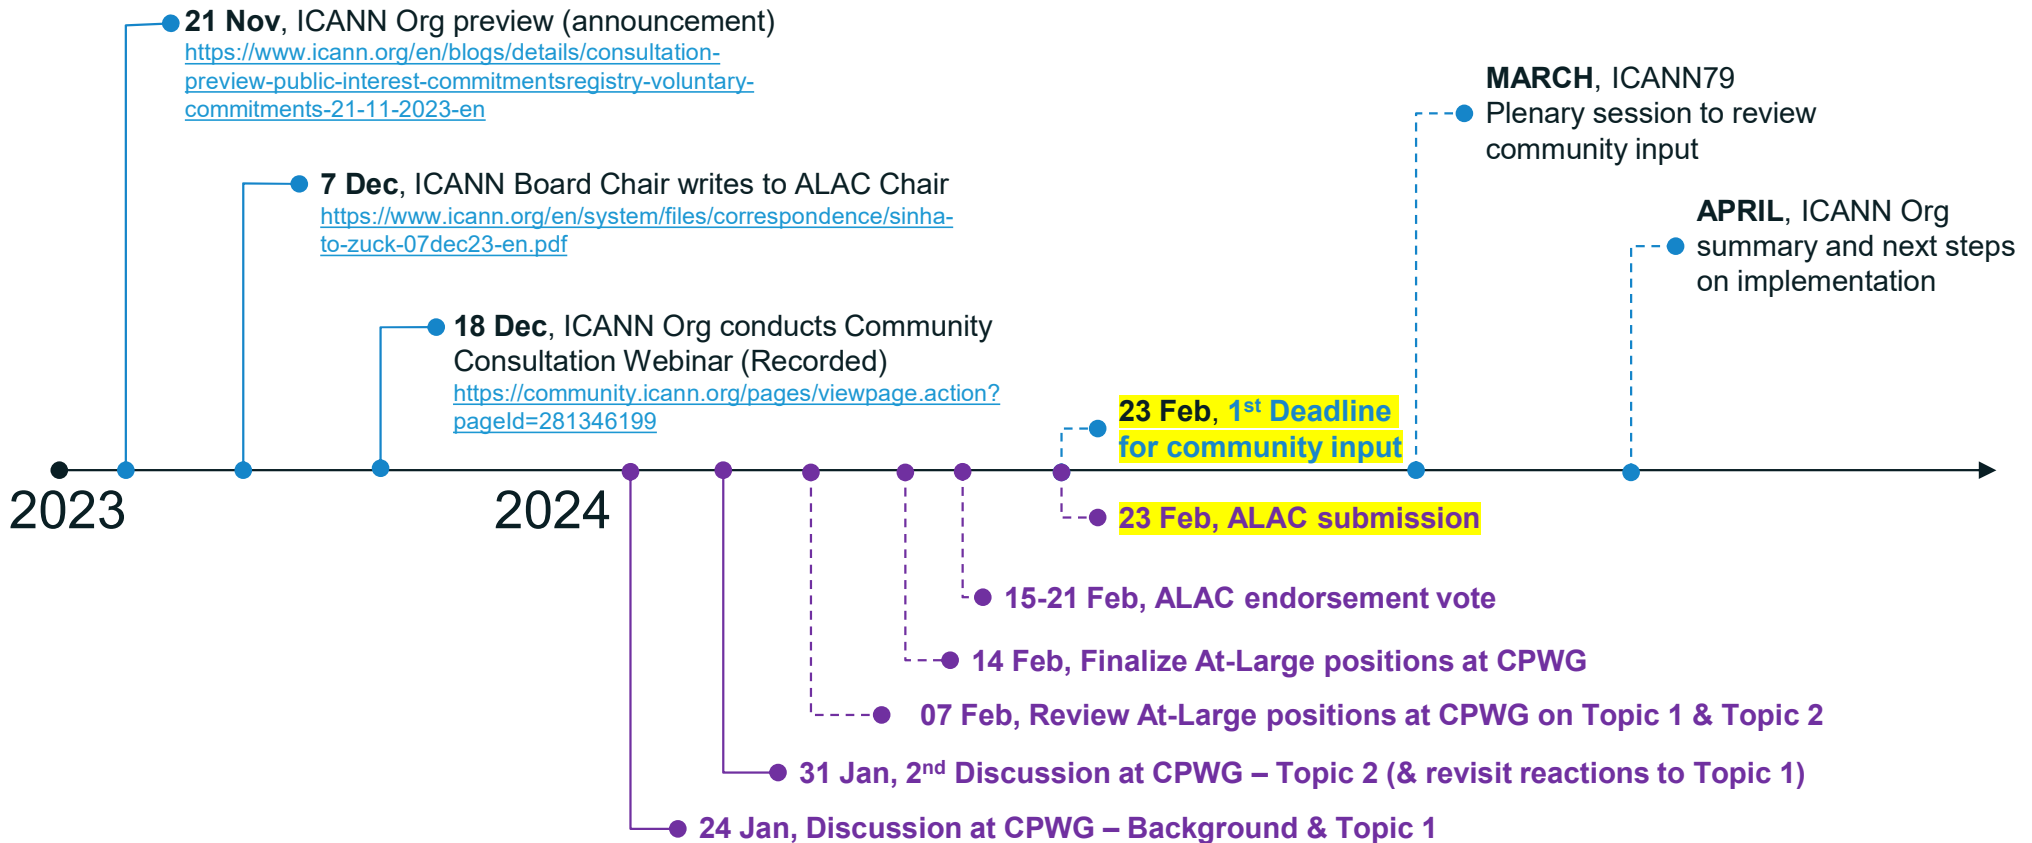 21 Nov, ICANN Org preview (announcement)
https://www.icann.org/en/blogs/details/consultation-
preview-public-interest-commitmentsregistry-voluntary-
commitments-21-11-2023-en
7 Dec, ICANN Board Chair writes to ALAC Chair
https://www.icann.org/en/system/files/correspondence/sinha-
to-zuck-07dec23-en.pdf
18 Dec, ICANN Org conducts Community
Consultation Webinar (Recorded)
https://community.icann.org/pages/viewpage.action?
pageId=281346199
MARCH, ICANN79
Plenary session to review
community input
APRIL, ICANN Org
summary and next steps
on implementation
23 Feb, 1st Deadline
for community input
2023
2024
23 Feb, ALAC submission
15-21 Feb, ALAC endorsement vote
14 Feb, Finalize At-Large positions at CPWG
07 Feb, Review At-Large positions at CPWG on Topic 1 & Topic 2
31 Jan, 2nd Discussion at CPWG – Topic 2 (& revisit reactions to Topic 1)
24 Jan, Discussion at CPWG – Background & Topic 1